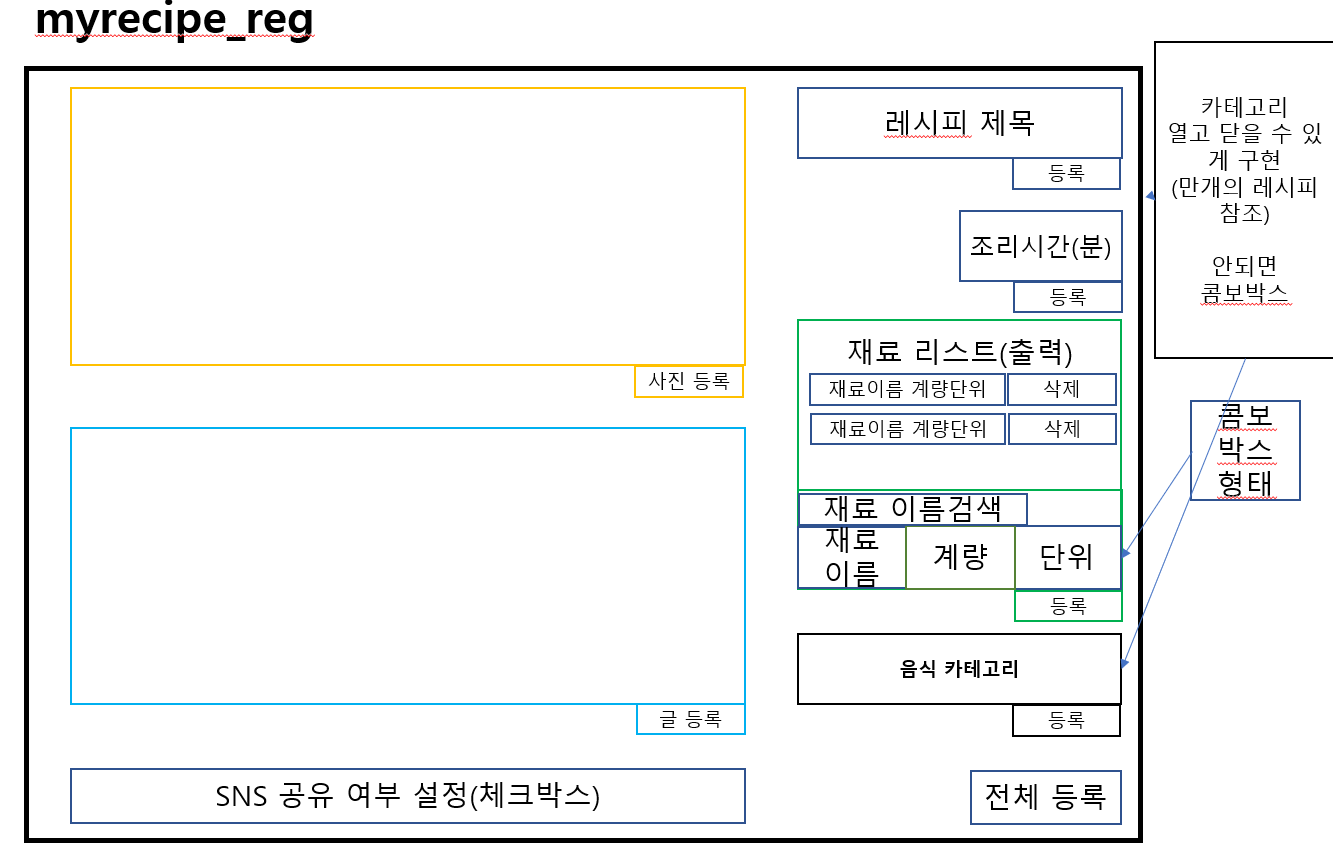 myrecipe_reg
레시피 제목
등록
조리시간(분)
등록
사진 등록
재료 리스트(출력)
재료이름 계량단위
삭제
재료이름 계량단위
삭제
재료 이름검색
재료
이름
계량
단위
등록
글 등록
음식 카테고리
등록
SNS 공유 여부 설정(체크박스)
전체 등록
카테고리
열고 닫을 수 있
게 구현
(만개의 레시피
참조)
안되면
콤보박스
콤보
박스
형태